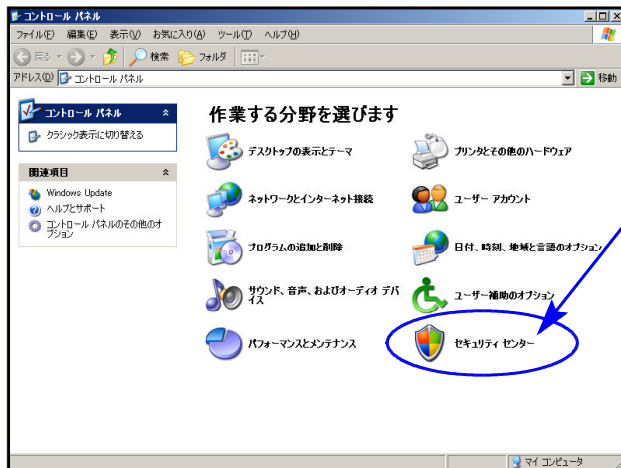 コントロール パネル
ファイル(F) 編集(E) 表示(V) お気に入り(A) ツール(T) ヘルプ(H)
戻る 検索 フォルダ
アドレス(D) コントロール パネル 移動
コントロール パネル
クラシック表示に切り替える
関連項目
Windows Update
ヘルプとサポート
コントロール パネルのその他のオ
プション
作業する分野を選びます
デスクトップの表示とテーマ
プリンタとその他のハードウェア
ネットワークとインターネット接続
ユーザー アカウント
プログラムの追加と削除
日付、時刻、地域と言語のオプション
サウンド、音声、およびオーディオ デバ
イス
ユーザー補助のオプション
パフォーマンスとメンテナンス
セキュリティ センター
マイ コンピュータ